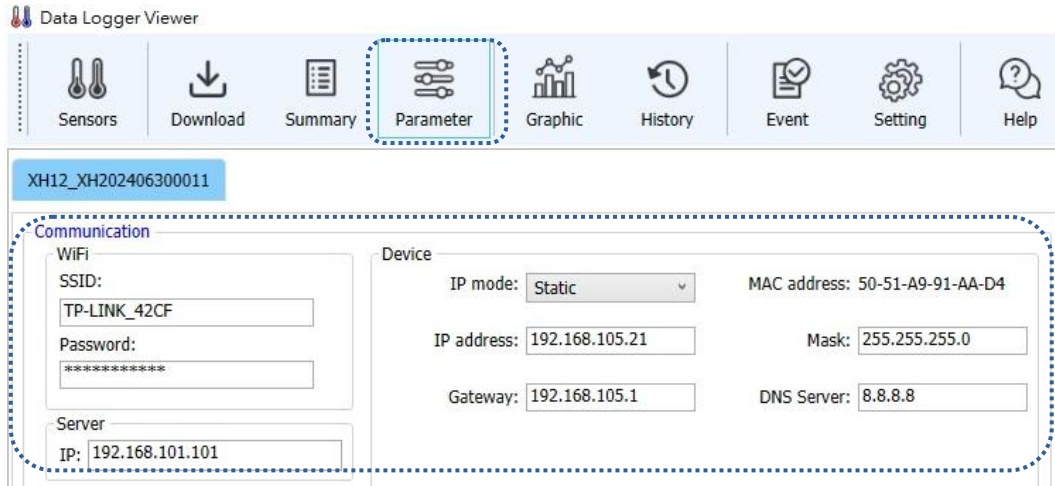 Data Logger Viewer
Sensors Download Summary Parameter Graphic History Event Setting Help
XH12_XH202406300011
Communication
WiFi
SSID:
TP-LINK_42CF
Password:
***********
Server
IP: 192.168.101.101
Device
IP mode: Static
MAC address: 50-51-A9-91-AA-D4
IP address: 192.168.105.21
Mask: 255.255.255.0
Gateway: 192.168.105.1
DNS Server: 8.8.8.8